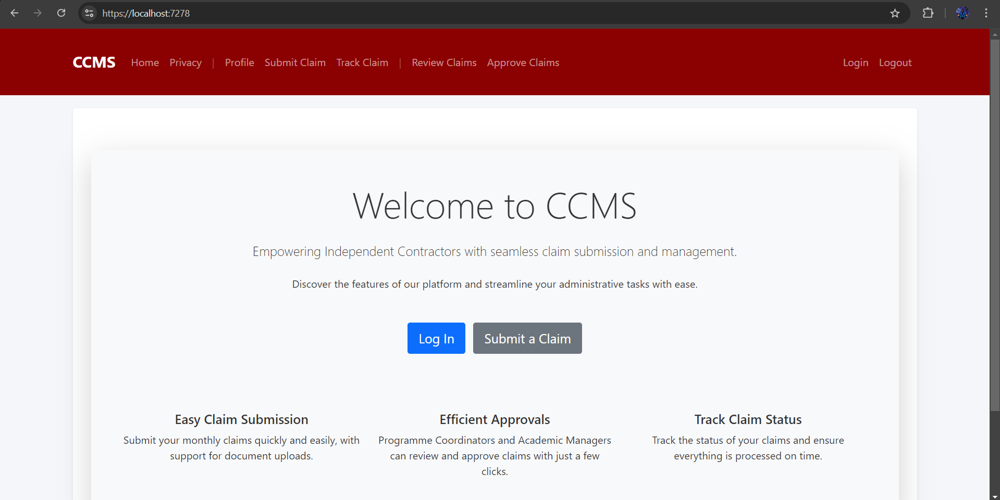 https://localhost:7278
CCMS Home Privacy | Profile Submit Claim Track Claim | Review Claims Approve Claims Login Logout
Welcome to CCMS
Empowering Independent Contractors with seamless claim submission and management.
Discover the features of our platform and streamline your administrative tasks with ease.
Log In Submit a Claim
Easy Claim Submission
Submit your monthly claims quickly and easily, with
support for document uploads.
Efficient Approvals
Programme Coordinators and Academic Managers
can review and approve claims with just a few
clicks.
Track Claim Status
Track the status of your claims and ensure
everything is processed on time.